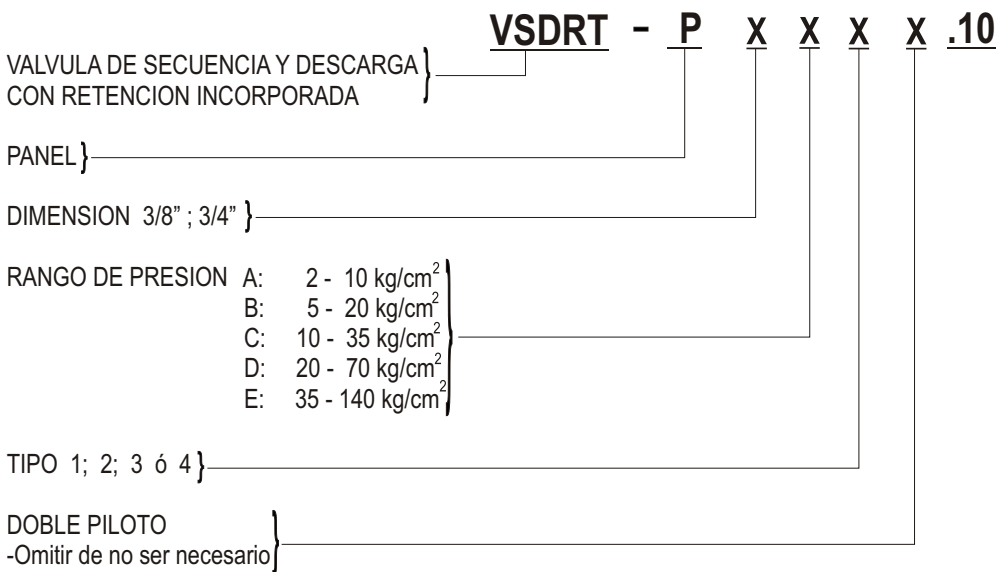 VSDRT - P X X X X .10
VALVULA DE SECUENCIA Y DESCARGA
CON RETENCION INCORPORADA
PANEL
DIMENSION 3/8” ; 3/4”
RANGO DE PRESION A: 2 - 10 kg/cm²
B: 5 - 20 kg/cm²
C: 10 - 35 kg/cm²
D: 20 - 70 kg/cm²
E: 35 - 140 kg/cm²
TIPO 1; 2; 3 ó 4
DOBLE PILOTO
-Omitir de no ser necesario